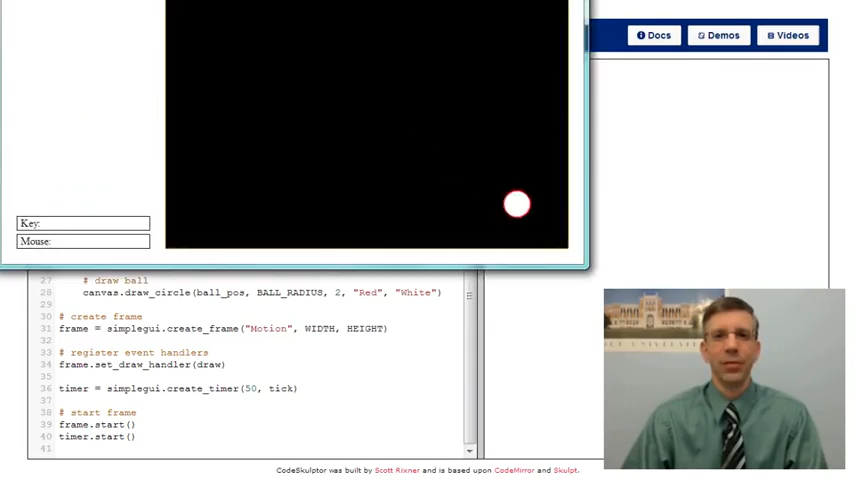 Docs
Demos
Videos
Key:
Mouse:
27 # draw ball
28 canvas.draw_circle(ball_pos, BALL_RADIUS, 2, "Red", "White")
29
30 # create frame
31 frame = simplegui.create_frame("Motion", WIDTH, HEIGHT)
32
33 # register event handlers
34 frame.set_draw_handler(draw)
35
36 timer = simplegui.create_timer(50, tick)
37
38 # start frame
39 frame.start()
40 timer.start()
41
CodeSkulptor was built by Scott Rixner and is based upon CodeMirror and Skulpt.